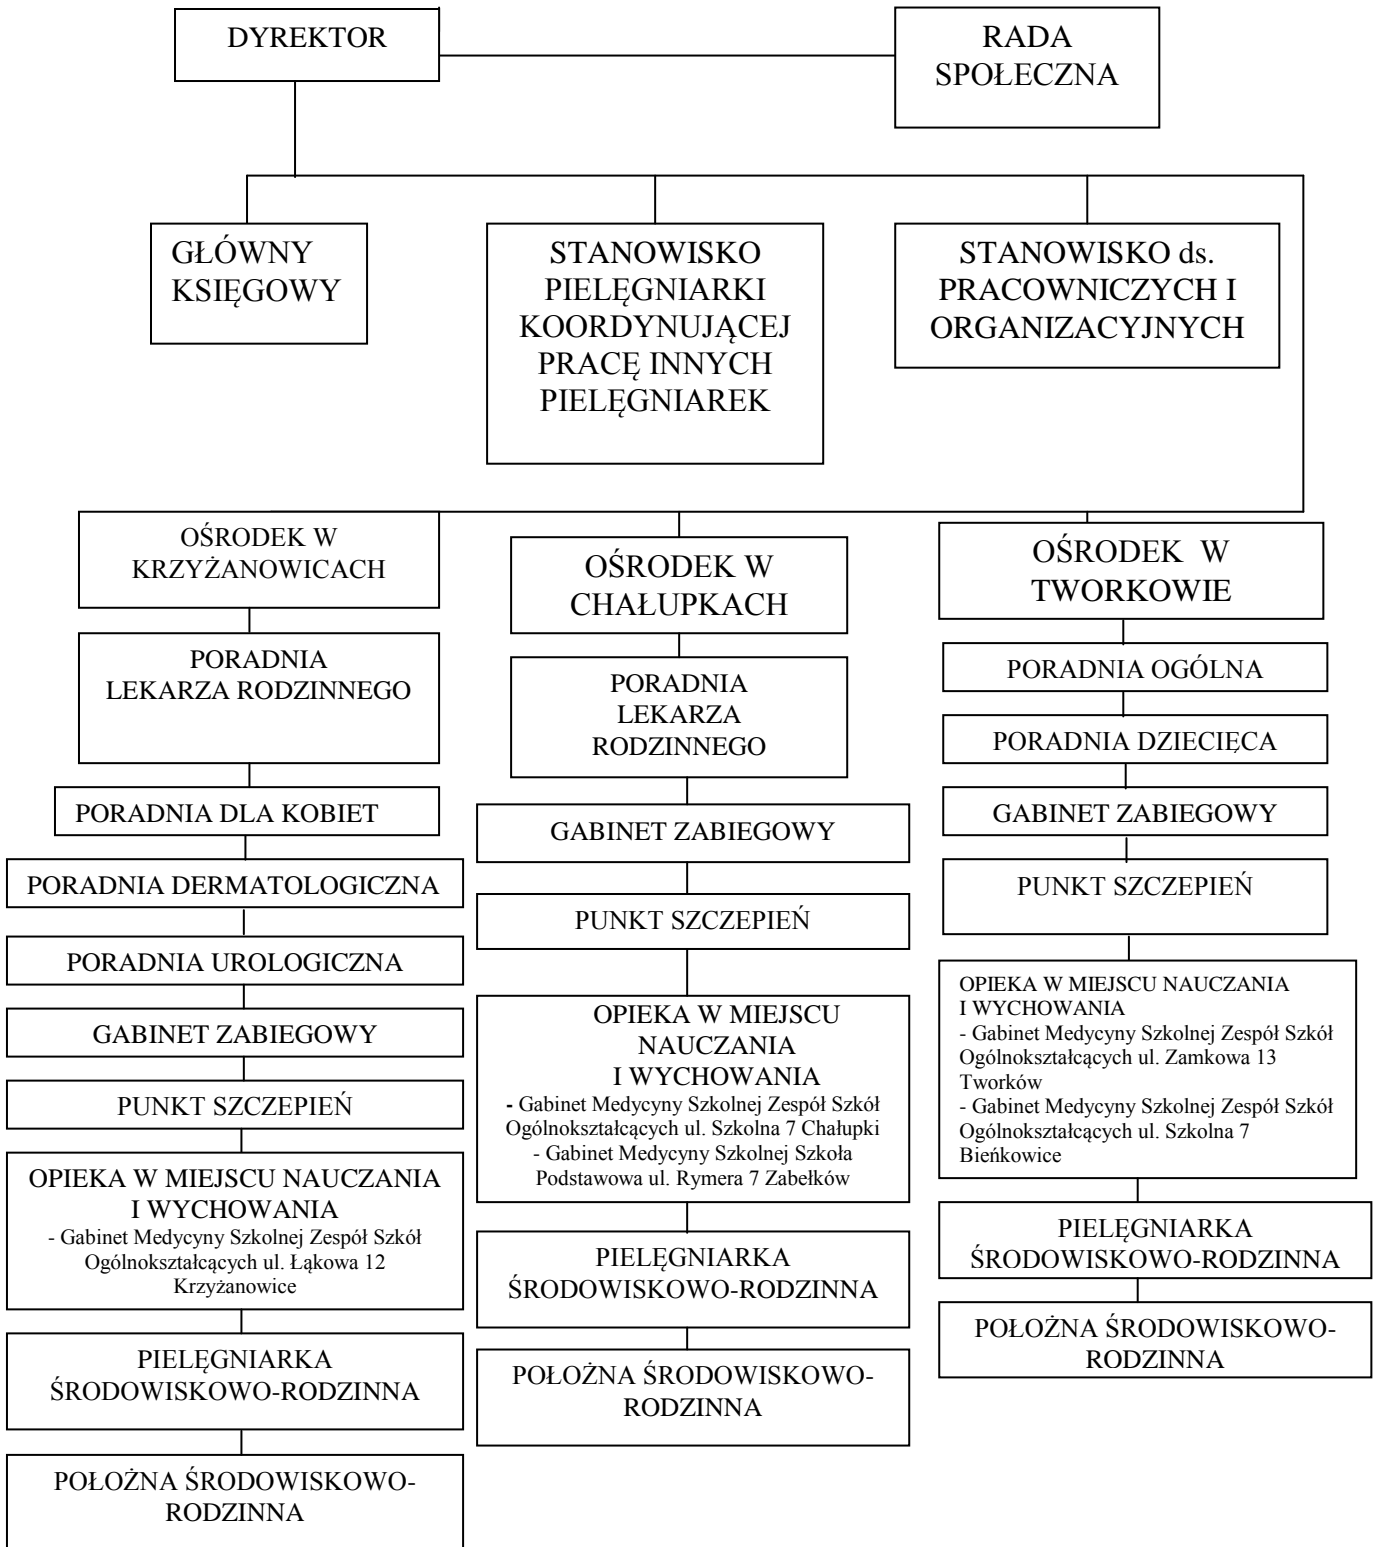 DYREKTOR
RADA
SPOŁECZNA
GŁÓWNY
KSIĘGOWY
STANOWISKO
PIELĘGNIARKI
KOORDYNUJĄCEJ
PRACĘ INNYCH
PIELĘGNIAREK
STANOWISKO ds.
PRACOWNICZYCH I
ORGANIZACYJNYCH
OŚRODEK W
KRZYŻANOWICACH
PORADNIA
LEKARZA RODZINNEGO
PORADNIA DLA KOBIET
PORADNIA DERMATOLOGICZNA
PORADNIA UROLOGICZNA
GABINET ZABIEGOWY
PUNKT SZCZEPIEŃ
OPIEKA W MIEJSCU NAUCZANIA
I WYCHOWANIA
- Gabinet Medycyny Szkolnej Zespół Szkół
Ogólnokształcących ul. Łąkowa 12
Krzyżanowice
PIELĘGNIARKA
ŚRODOWISKOWO-RODZINNA
POŁOŻNA ŚRODOWISKOWO-
RODZINNA
OŚRODEK W
CHAŁUPKACH
PORADNIA
LEKARZA
RODZINNEGO
GABINET ZABIEGOWY
PUNKT SZCZEPIEŃ
OPIEKA W MIEJSCU
NAUCZANIA
I WYCHOWANIA
- Gabinet Medycyny Szkolnej Zespół Szkół
Ogólnokształcących ul. Szkolna 7 Chałupki
- Gabinet Medycyny Szkolnej Szkoła
Podstawowa ul. Rymera 7 Zabełków
PIELĘGNIARKA
ŚRODOWISKOWO-RODZINNA
POŁOŻNA ŚRODOWISKOWO-
RODZINNA
OŚRODEK W
TWORKOWIE
PORADNIA OGÓLNA
PORADNIA DZIECIĘCA
GABINET ZABIEGOWY
PUNKT SZCZEPIEŃ
OPIEKA W MIEJSCU NAUCZANIA
I WYCHOWANIA
- Gabinet Medycyny Szkolnej Zespół Szkół
Ogólnokształcących ul. Zamkowa 13
Tworków
- Gabinet Medycyny Szkolnej Zespół Szkół
Ogólnokształcących ul. Szkolna 7
Bieńkowice
PIELĘGNIARKA
ŚRODOWISKOWO-RODZINNA
POŁOŻNA ŚRODOWISKOWO-
RODZINNA